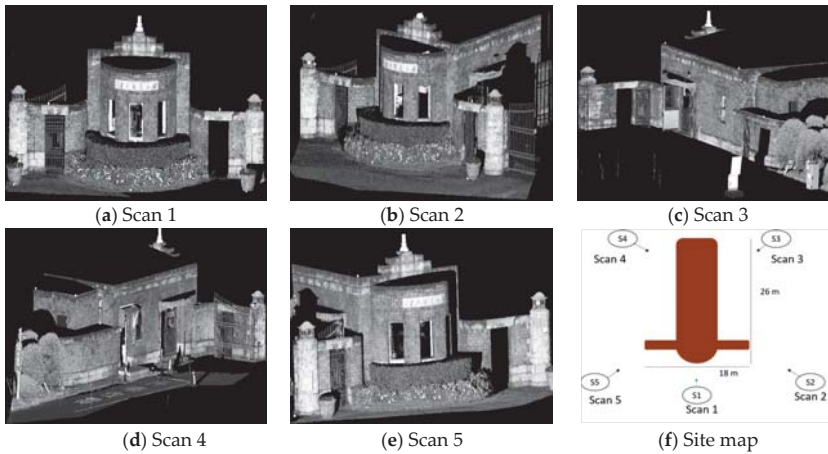 (a) Scan 1
(b) Scan 2
(c) Scan 3
S4
S3
Scan 4
Scan 3
26 m
18 m
S5
S2
Scan 5
S1
Scan 2
Scan 1
(d) Scan 4
(e) Scan 5
(f) Site map